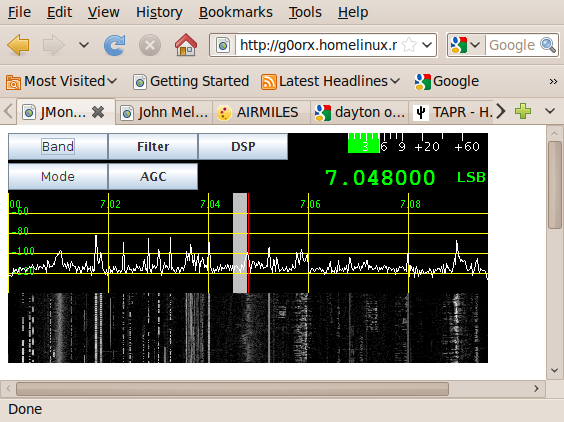 File Edit View History Bookmarks Tools Help
http://g0orx.homelinux.r Google
Most Visited Getting Started Latest Headlines Google »
JMon... John Mel... AIRMILES dayton o... TAPR - H...
Band Filter DSP 3 6 9 +20 +60
Mode AGC 7.048000 LSB
00 7.02 7.04 7.06 7.08
-60
-80
-100
Done